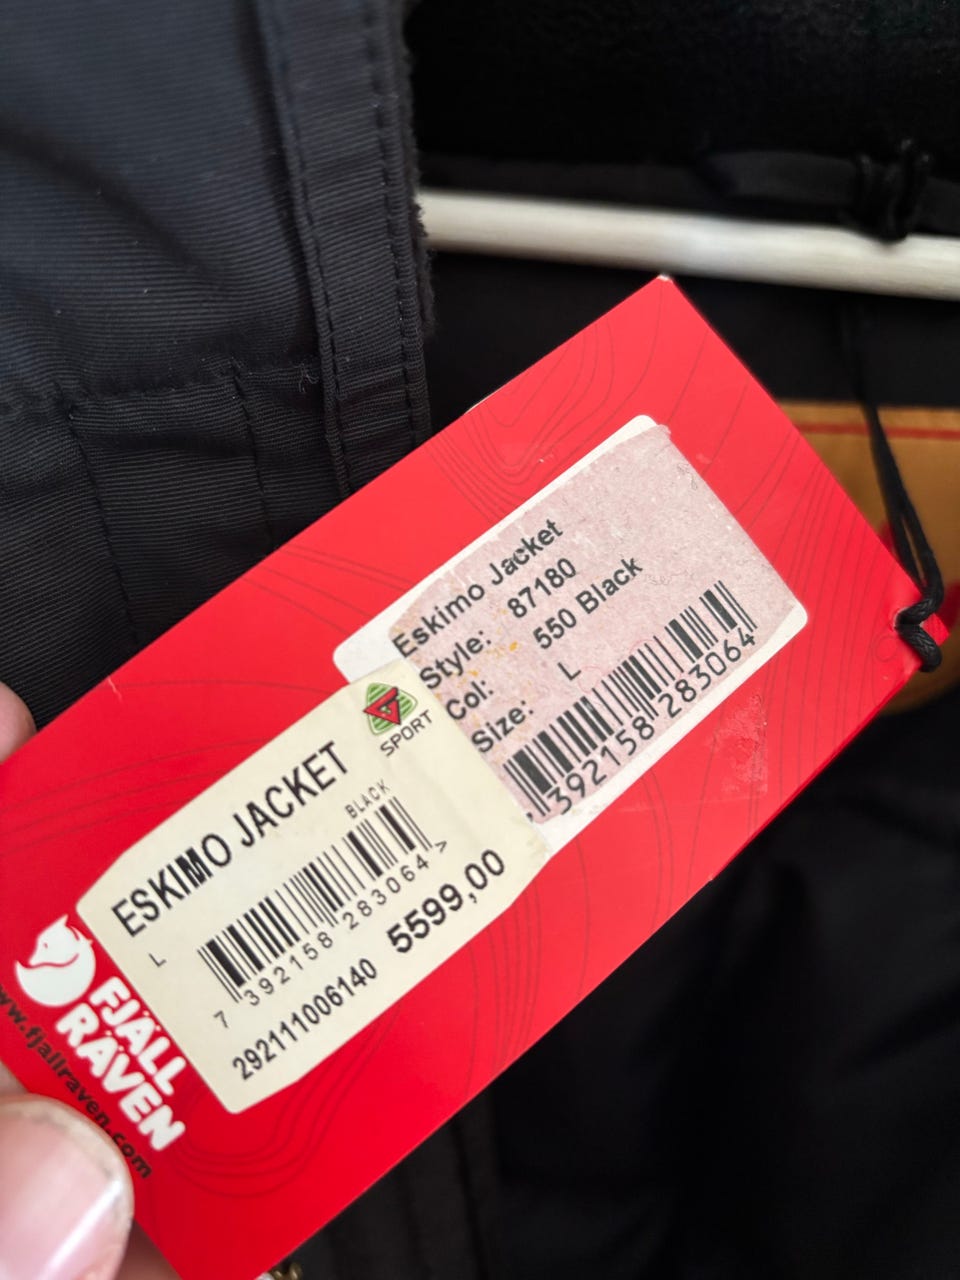 Eskimo Jacket
Style: 87180
Col: 550 Black
Size: L
392158 283064
SPORT
ESKIMO JACKET
BLACK
L
7 392158 283064 >
29211006140 5599,00
FJÄLL
RÄVEN
www.fjallraven.com